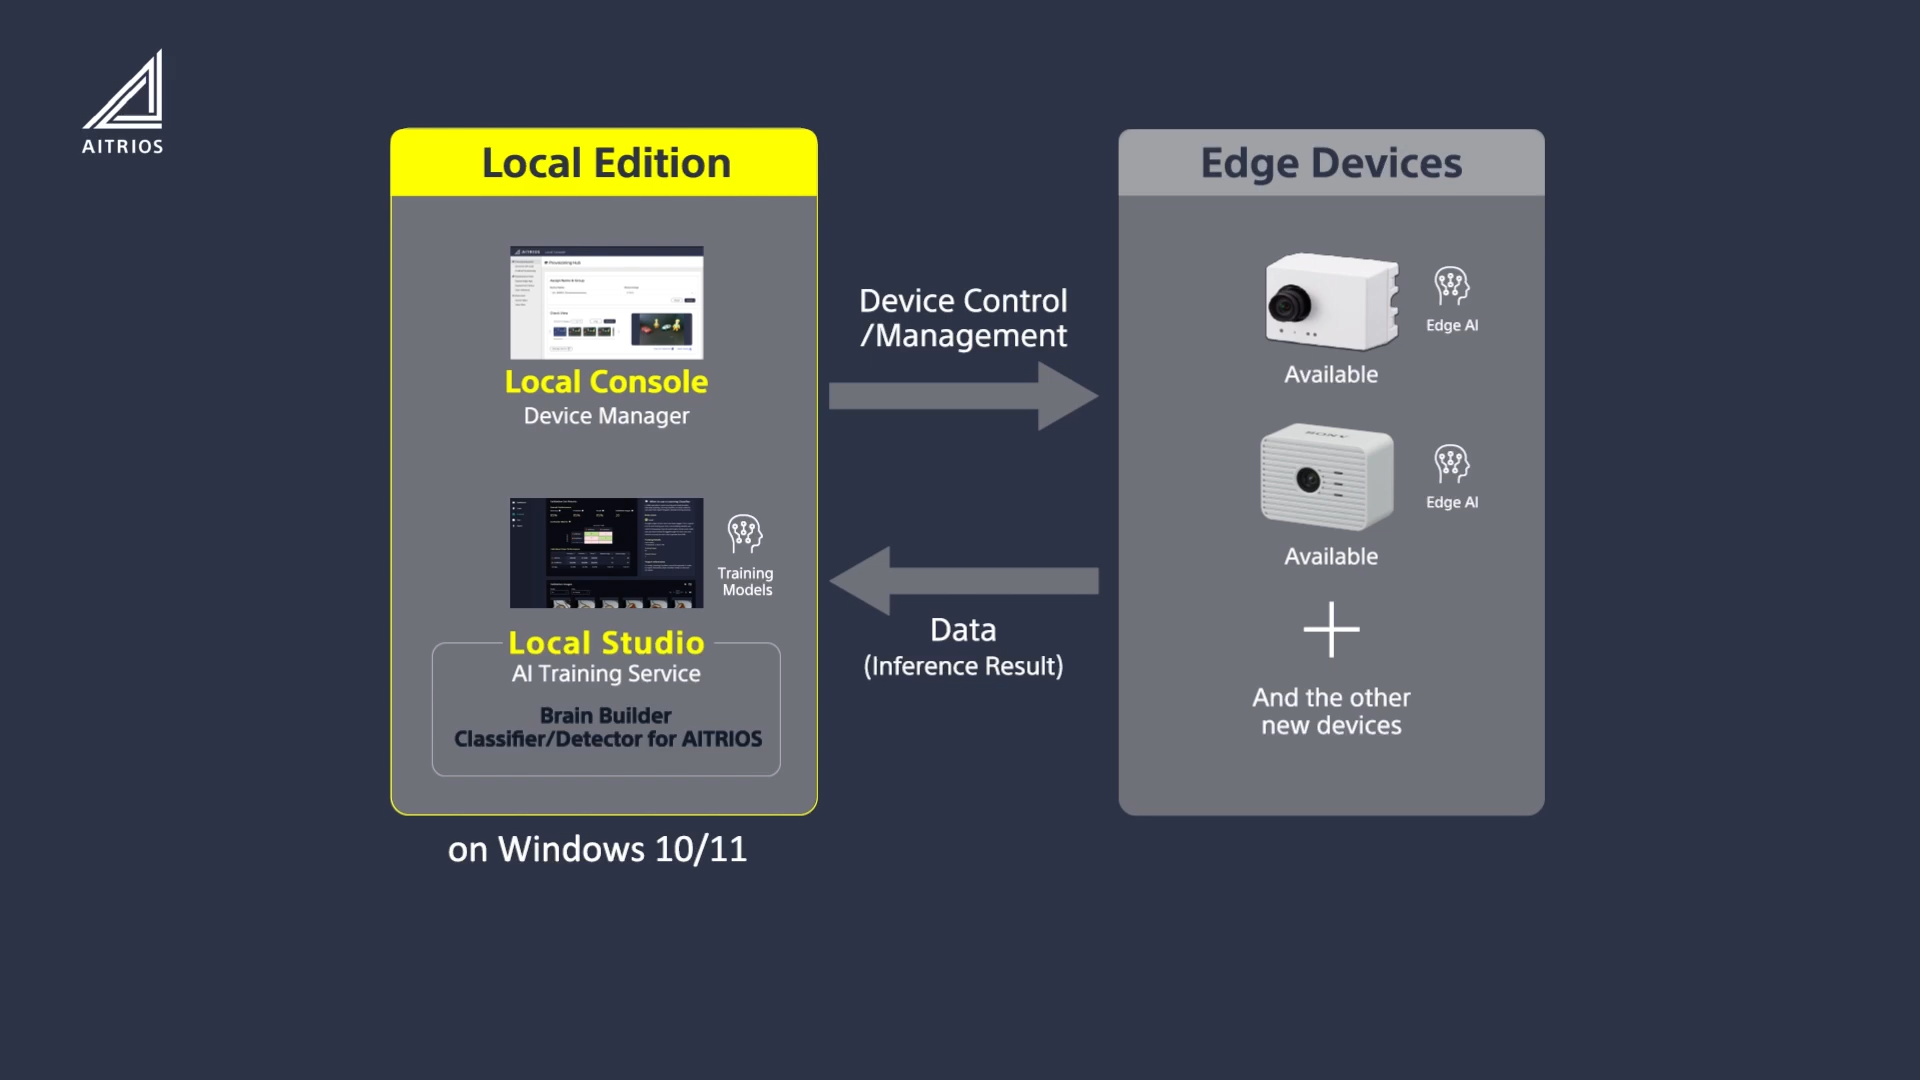 AITRIOS
Local Edition
Local Console
Device Manager
Training
Models
Local Studio
AI Training Service
Brain Builder
Classifier/Detector for AITRIOS
on Windows 10/11
Device Control
/Management
Data
(Inference Result)
Edge Devices
Edge AI
Available
SONY
Edge AI
Available
And the other
new devices